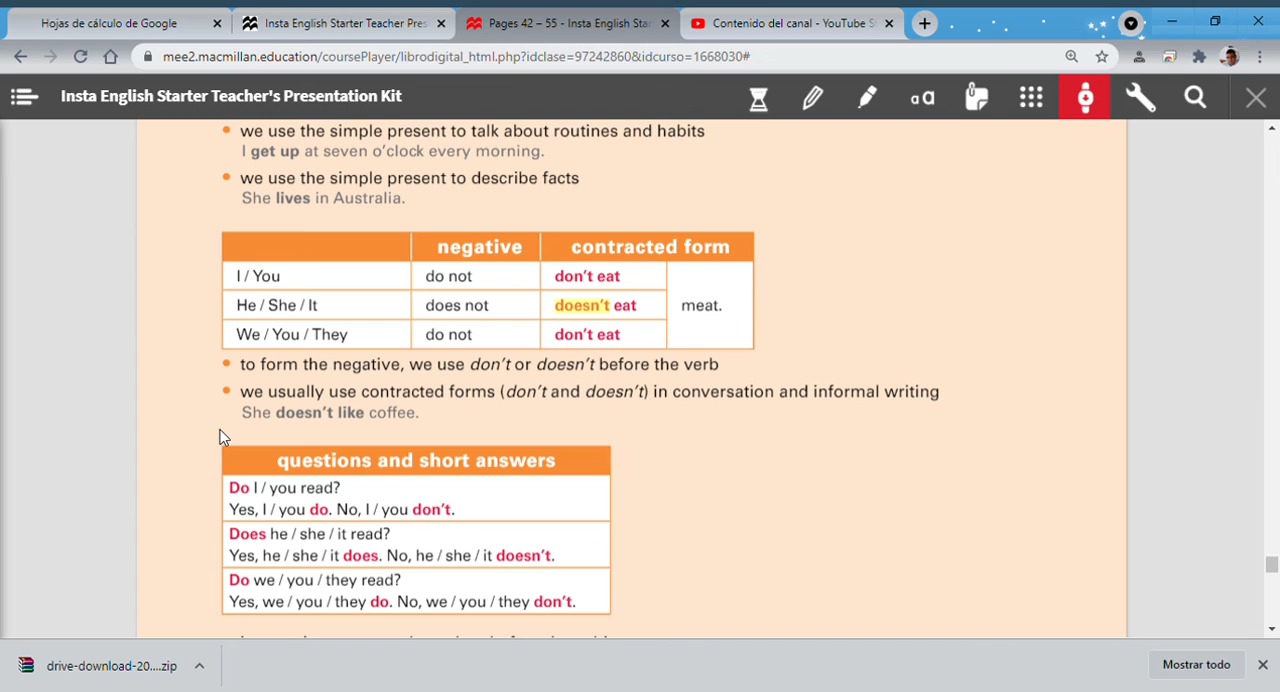 Hojas de cálculo de Google
Insta English Starter Teacher Pres
Pages 42 – 55 - Insta English Star
Contenido del canal - YouTube S
mee2.macmillan.education/coursePlayer/librodigital_html.php?idclase=97242860&idcurso=1668030#
Insta English Starter Teacher's Presentation Kit
aA
• we use the simple present to talk about routines and habits
I get up at seven o'clock every morning.
• we use the simple present to describe facts
She lives in Australia.
negative contracted form
I / You do not don't eat
He / She / It does not doesn't eat meat.
We / You / They do not don't eat
• to form the negative, we use don't or doesn't before the verb
• we usually use contracted forms (don't and doesn't) in conversation and informal writing
She doesn't like coffee.
questions and short answers
Do I / you read?
Yes, I / you do. No, I / you don't.
Does he / she / it read?
Yes, he / she / it does. No, he / she / it doesn't.
Do we / you / they read?
Yes, we / you / they do. No, we / you / they don't.
drive-download-20....zip
Mostrar todo